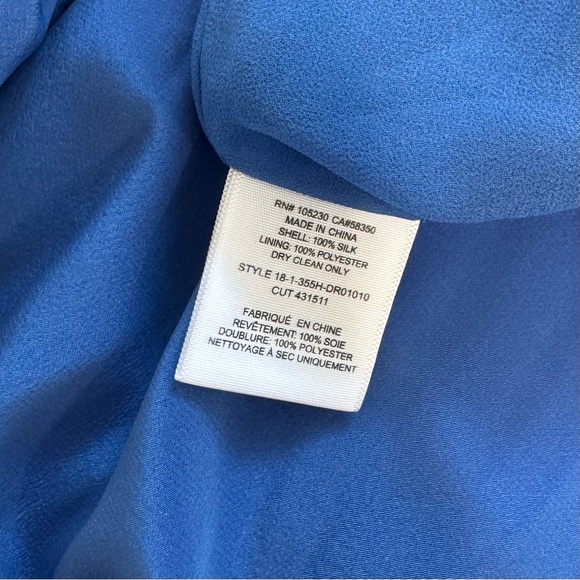 RN# 105230 CA#58350
MADE IN CHINA
SHELL: 100% SILK
LINING: 100% POLYESTER
DRY CLEAN ONLY
STYLE 18-1-355H-DR01010
CUT 431511
FABRIQUÉ EN CHINE
REVÊTEMENT: 100% SOIE
DOUBLURE: 100% POLYESTER
NETTOYAGE À SEC UNIQUEMENT